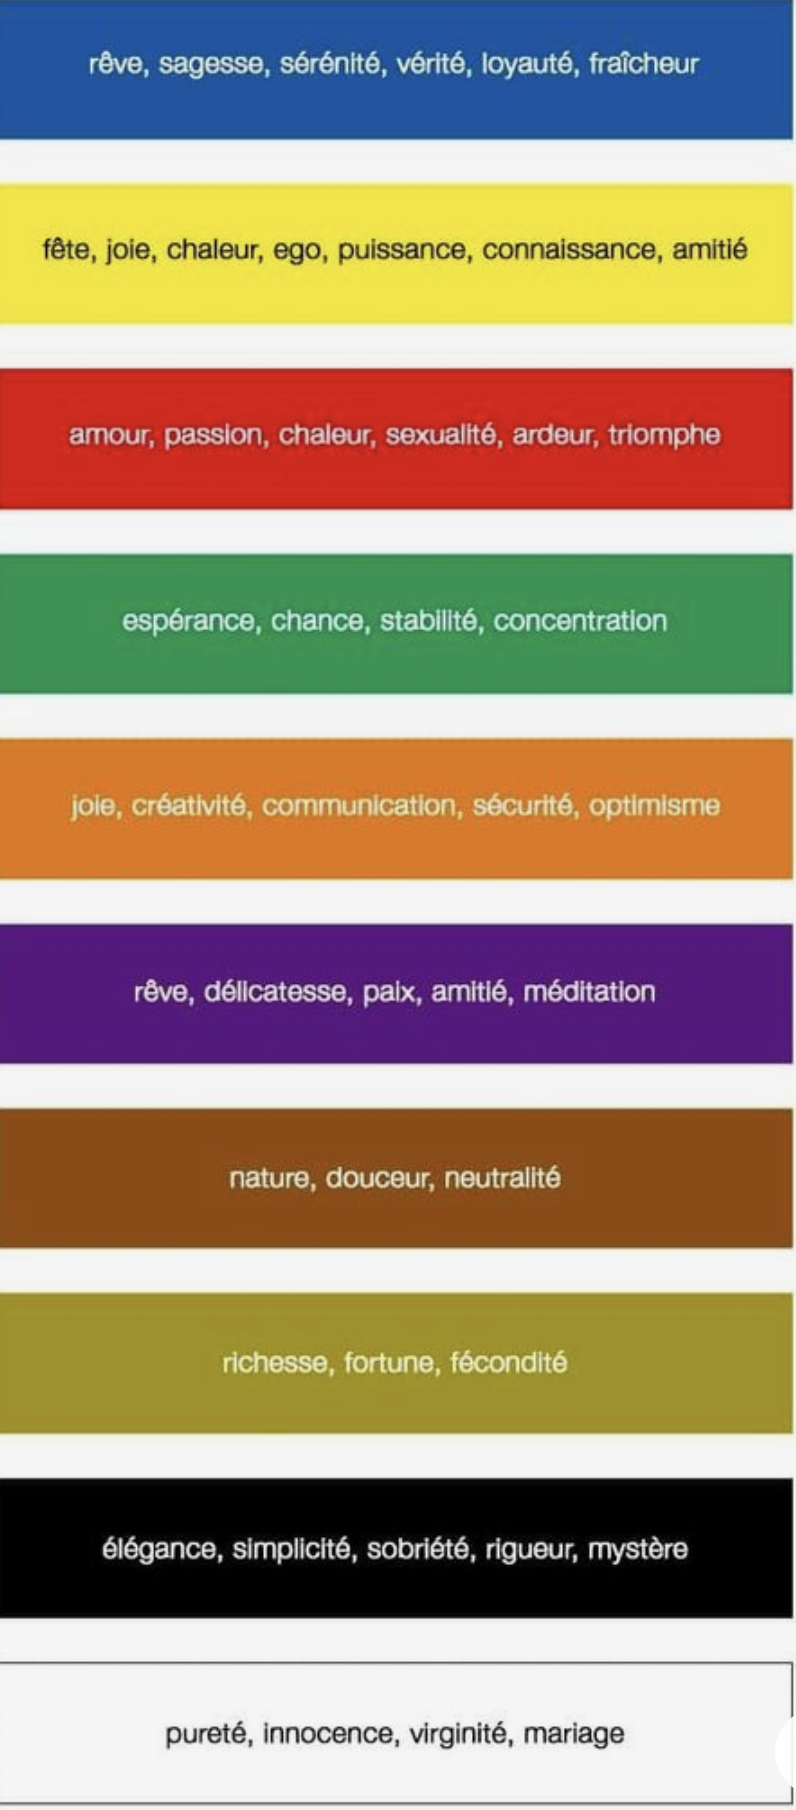 rêve, sagesse, sérénité, vérité, loyauté, fraîcheur
fête, joie, chaleur, ego, puissance, connaissance, amitié
amour, passion, chaleur, sexualité, ardeur, triomphe
espérance, chance, stabilité, concentration
joie, créativité, communication, sécurité, optimisme
rêve, délicatesse, paix, amitié, méditation
nature, douceur, neutralité
richesse, fortune, fécondité
élégance, simplicité, sobriété, rigueur, mystère
pureté, innocence, virginité, mariage